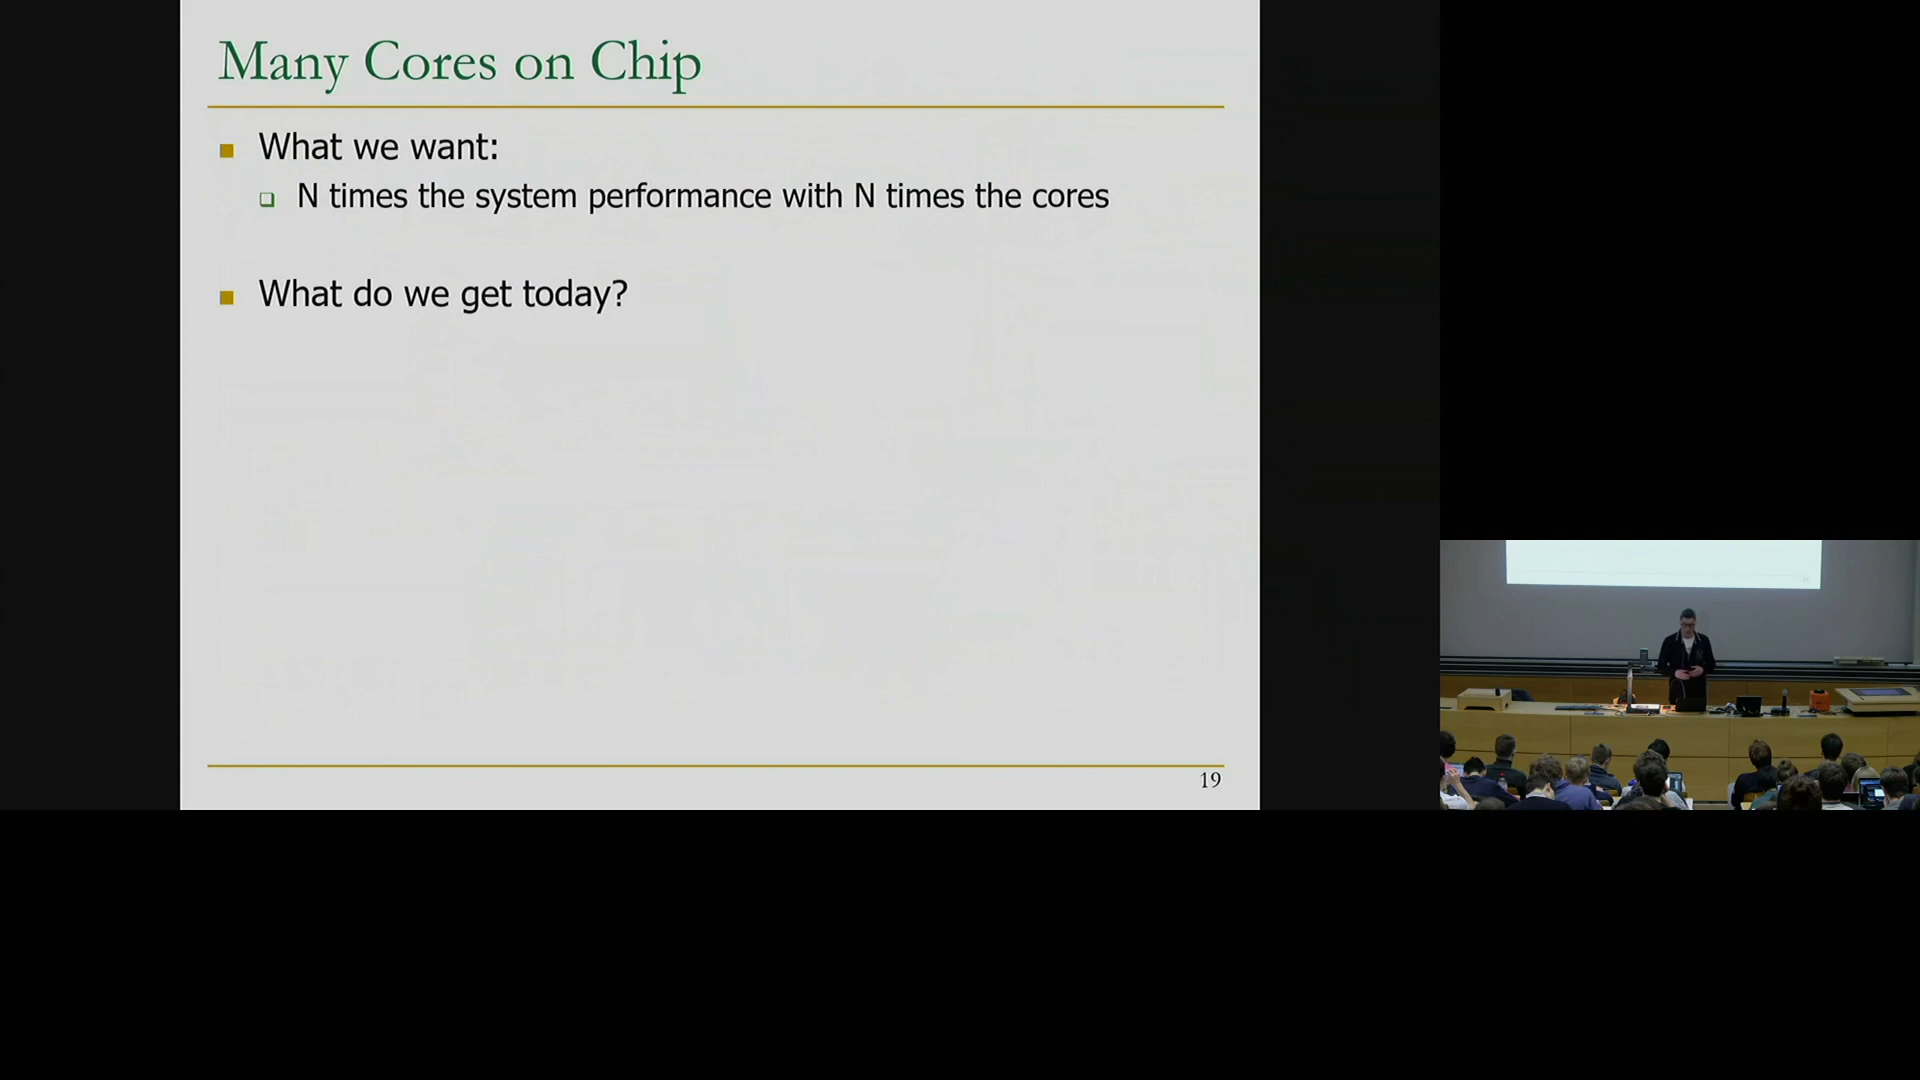 Many Cores on Chip
What we want:
N times the system performance with N times the cores
What do we get today?
19